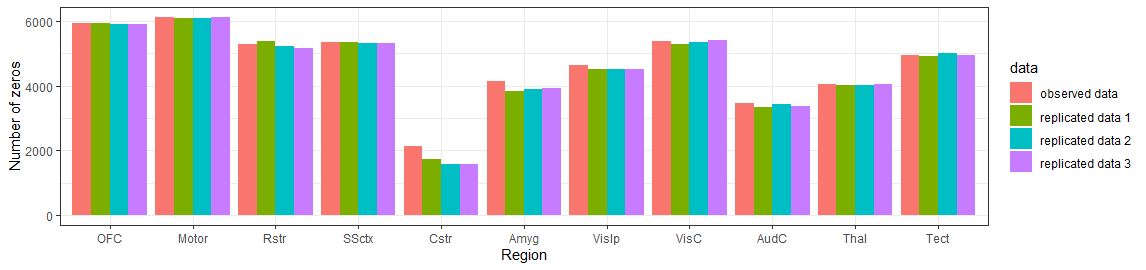 Number of zeros
6000
4000
2000
0
OFC Motor Rstr SSctx Cstr Amyg VisIp VisC AudC Thal Tect
Region
data
observed data
replicated data 1
replicated data 2
replicated data 3